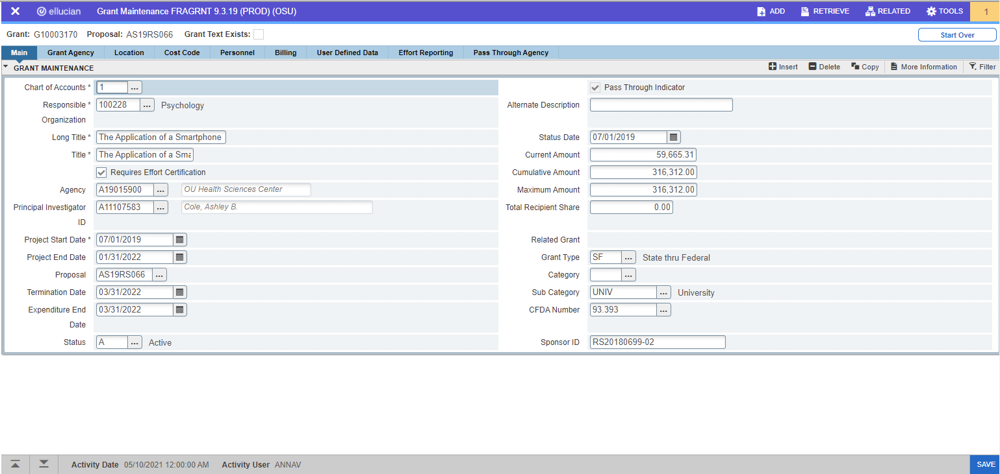 ellucian Grant Maintenance FRAGRNT 9.3.19 (PROD) (OSU) ADD RETRIEVE RELATED TOOLS 1
Grant: G10003170 Proposal: AS19RS066 Grant Text Exists: Start Over
Main Grant Agency Location Cost Code Personnel Billing User Defined Data Effort Reporting Pass Through Agency
GRANT MAINTENANCE Insert Delete Copy More Information Filter
Chart of Accounts * 1 ... Pass Through Indicator
Responsible * 100228 ... Psychology Alternate Description
Organization
Long Title * The Application of a Smartphone Status Date 07/01/2019
Title * The Application of a Sma Current Amount 59,665.31
Requires Effort Certification Cumulative Amount 316,312.00
Agency A19015900 ... OU Health Sciences Center Maximum Amount 316,312.00
Principal Investigator A11107583 ... Cole, Ashley B. Total Recipient Share 0.00
ID
Project Start Date * 07/01/2019 Related Grant
Project End Date 01/31/2022 Grant Type SF ... State thru Federal
Proposal AS19RS066 ... Category ...
Termination Date 03/31/2022 Sub Category UNIV ... University
Expenditure End 03/31/2022 CFDA Number 93.393 ...
Date
Status A ... Active Sponsor ID RS20180699-02
Activity Date 05/10/2021 12:00:00 AM Activity User ANNAV SAVE